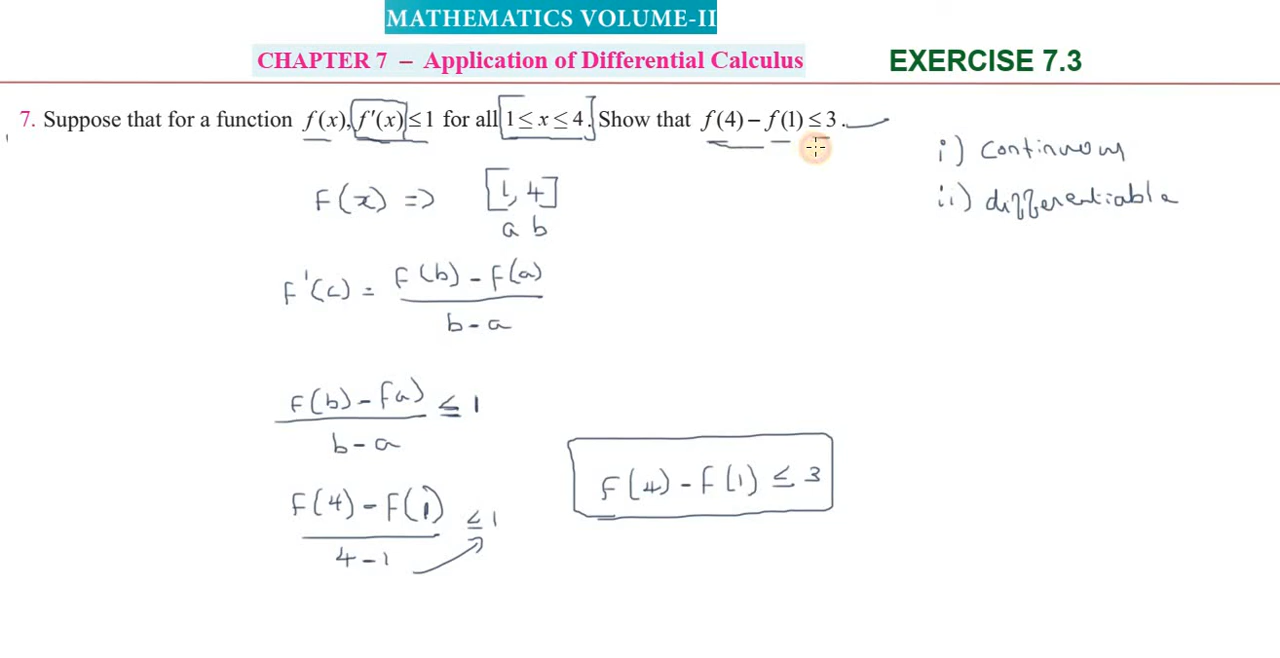 MATHEMATICS VOLUME-II
CHAPTER 7 – Application of Differential Calculus EXERCISE 7.3
7. Suppose that for a function f(x), f'(x) ≤ 1 for all 1 ≤ x ≤ 4. Show that f(4) − f(1) ≤ 3.
i) continuous
ii) differentiable
F(x) => [1, 4]
a b
F'(c) = F(b) - F(a)
b - a
F(b) - f(a) ≤ 1
b - a
F(4) - F(1) ≤ 1
4 - 1
F(4) - F(1) ≤ 3